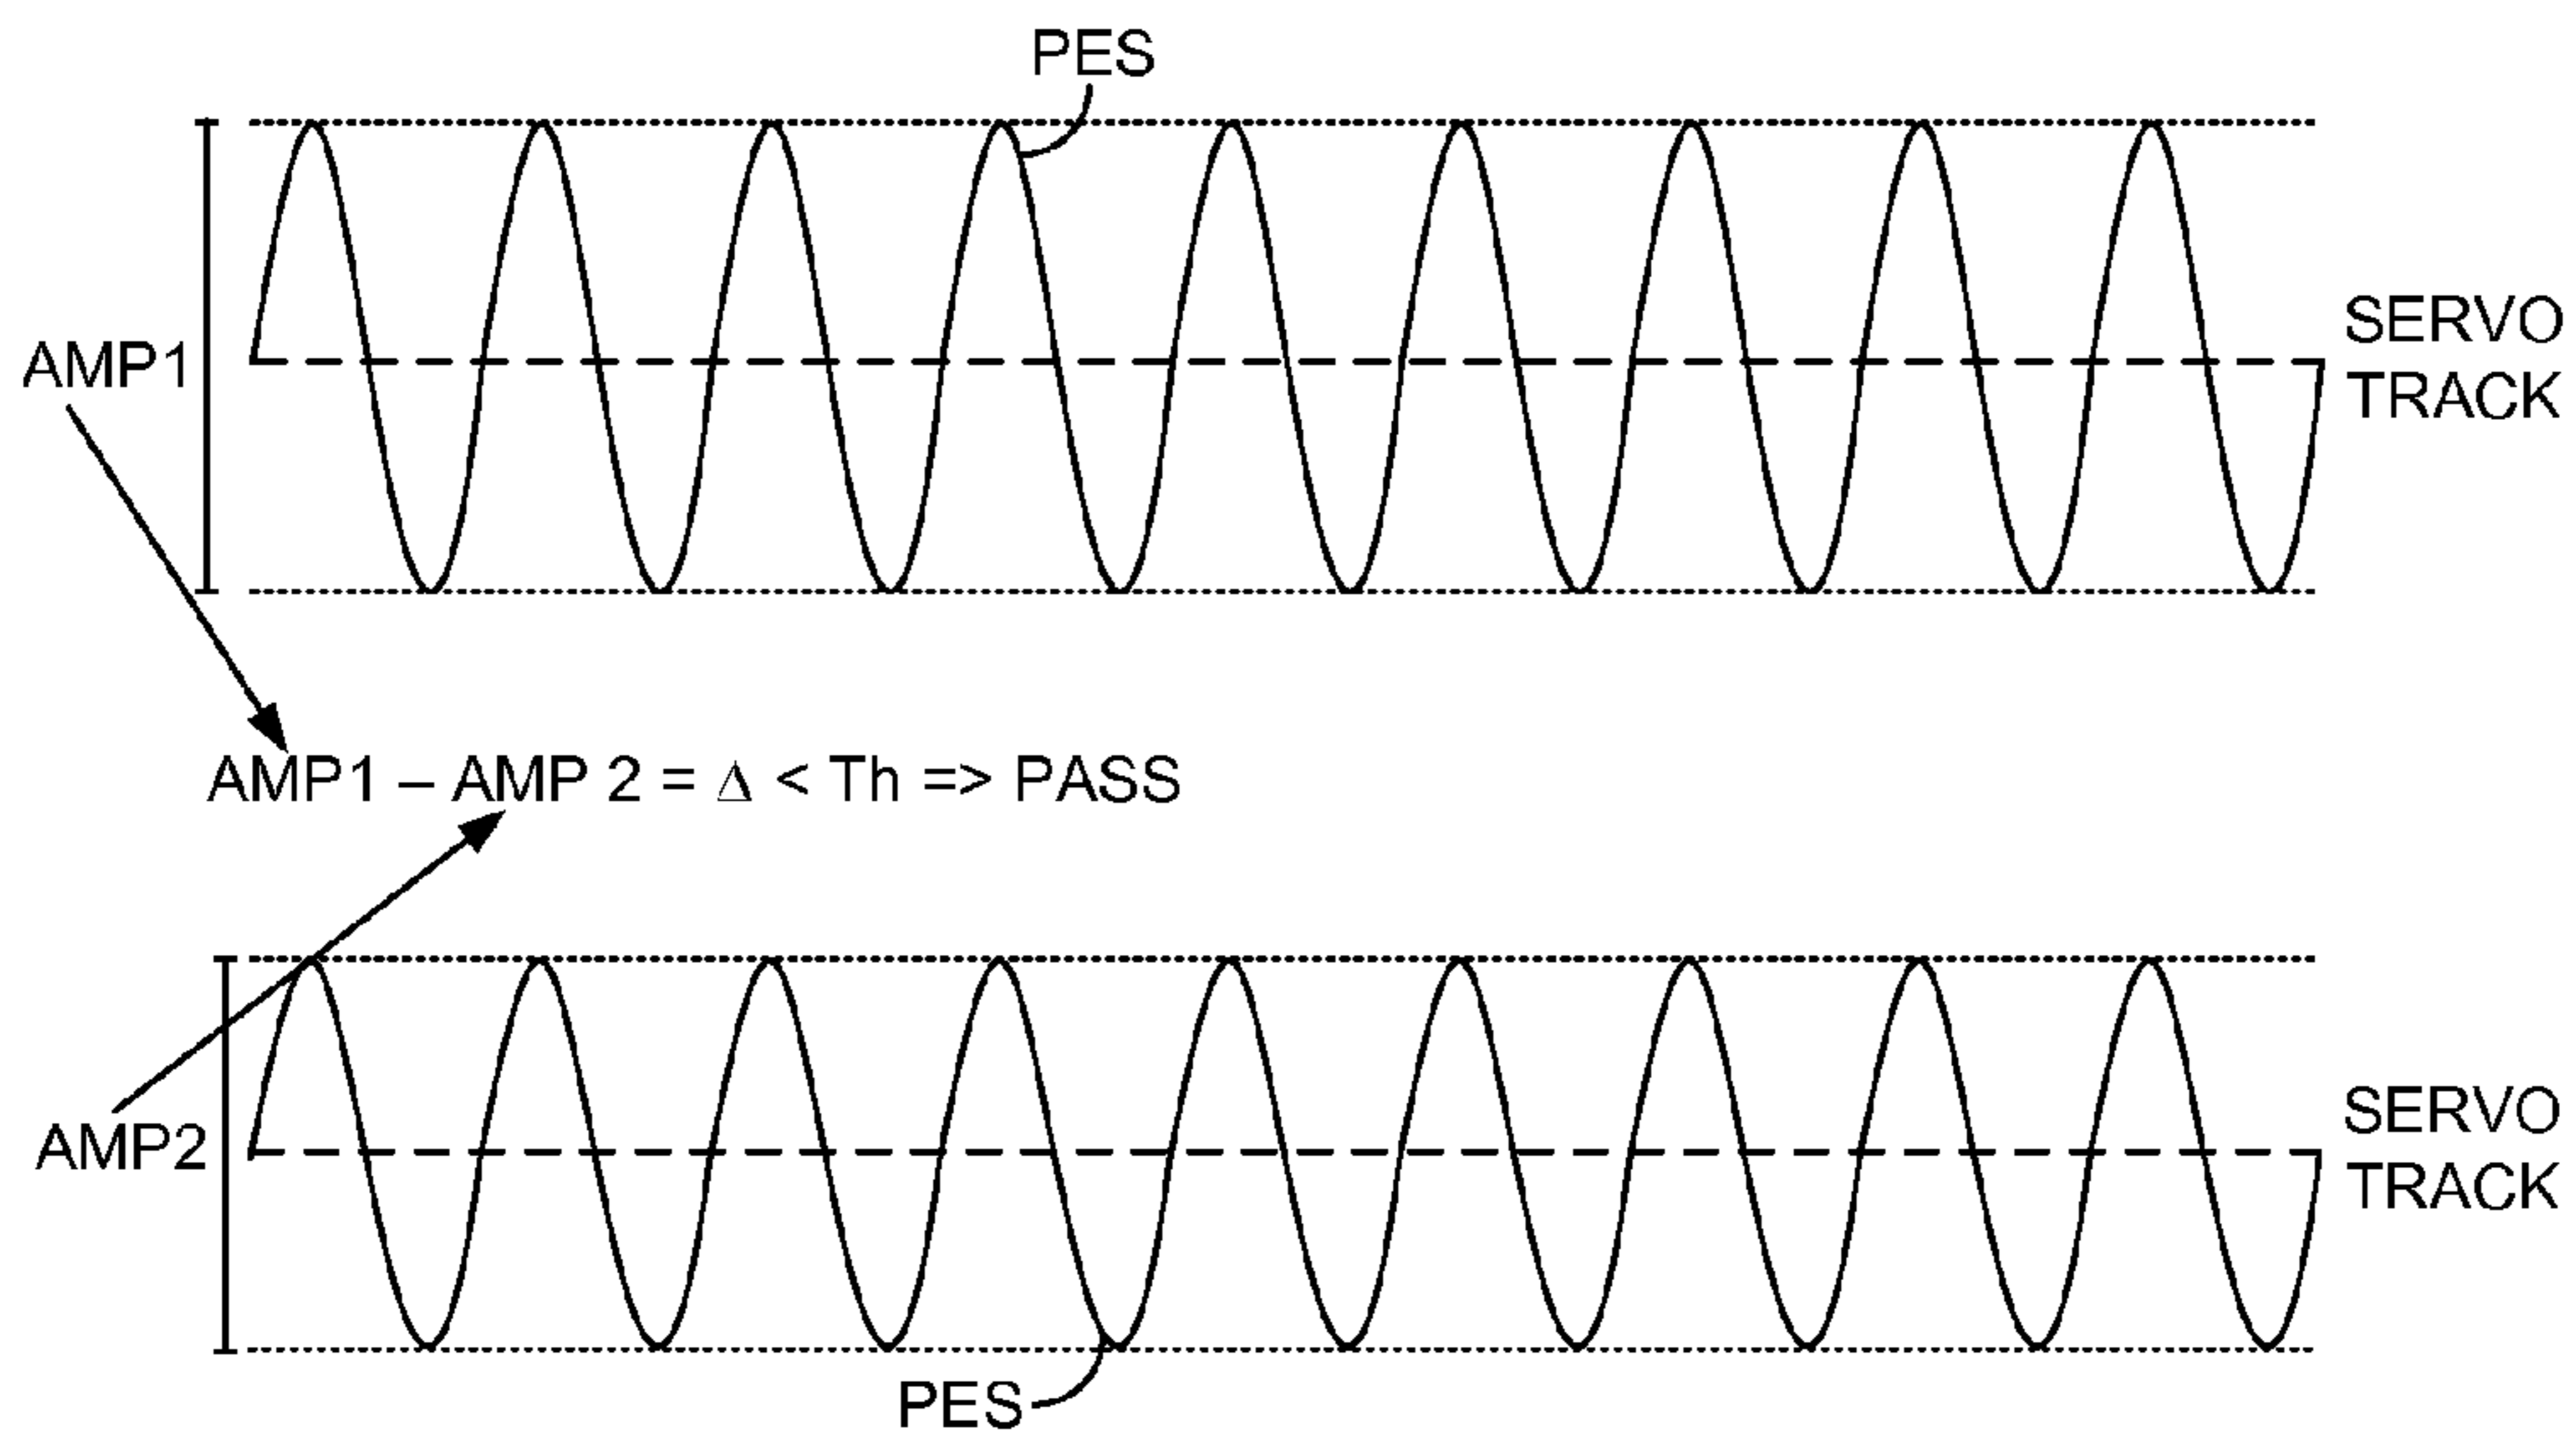 PES
AMP1
SERVO
TRACK
AMP1 – AMP 2 = Δ < Th => PASS
AMP2
SERVO
TRACK
PES